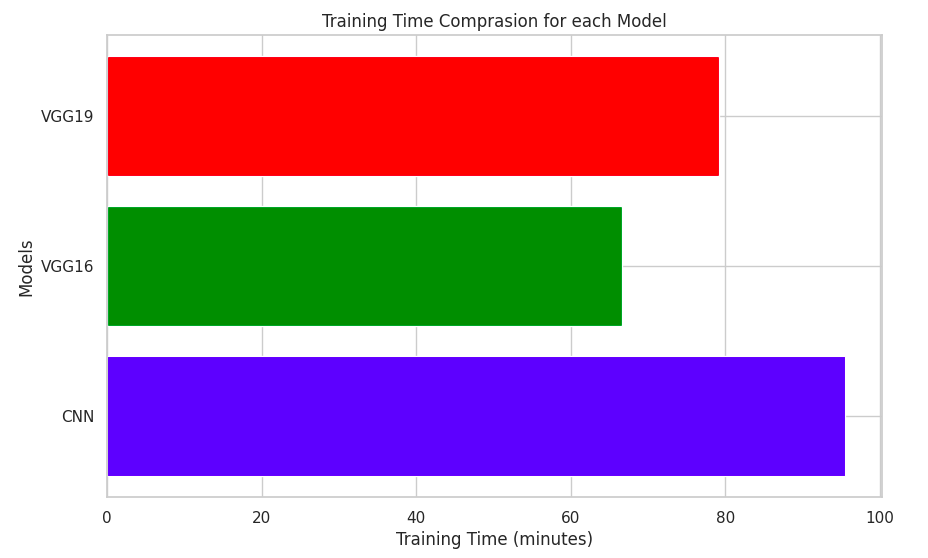 Training Time Comprasion for each Model
Models
VGG19
VGG16
CNN
0 20 40 60 80 100
Training Time (minutes)